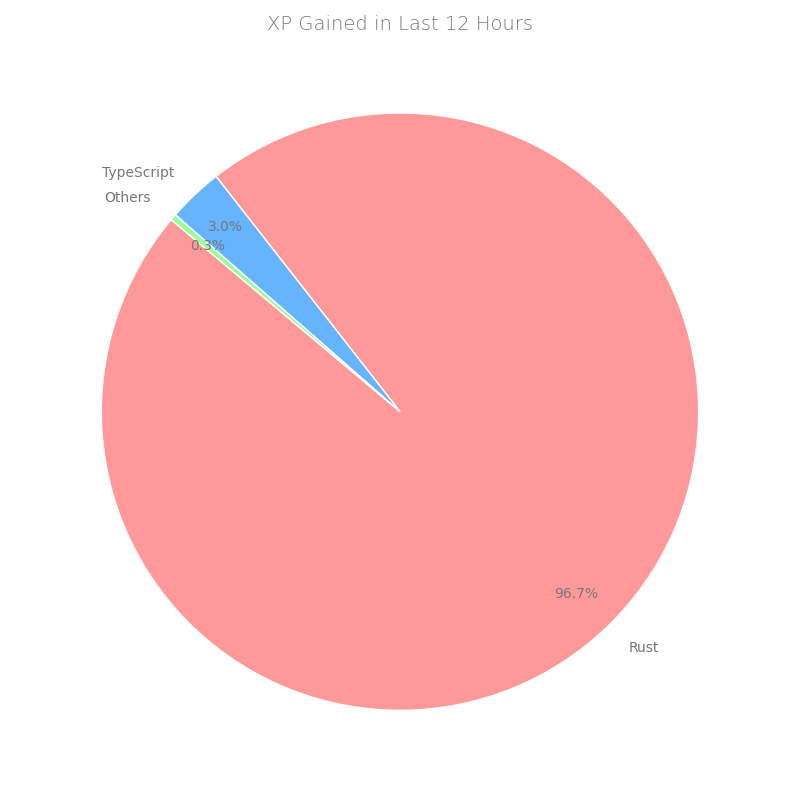 XP Gained in Last 12 Hours
TypeScript
Others
3.0%
0.3%
96.7%
Rust